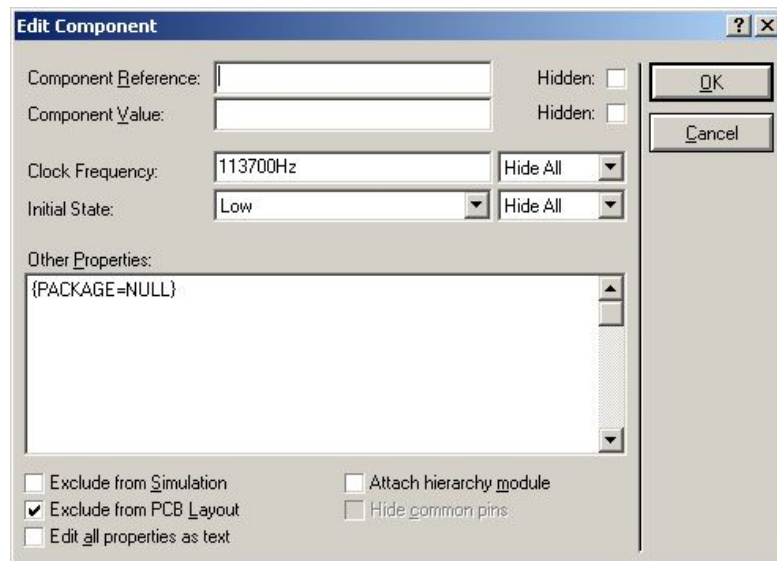 Edit Component
Component Reference: Hidden: OK
Component Value: Hidden: Cancel
Clock Frequency: 113700Hz Hide All
Initial State: Low Hide All
Other Properties:
{PACKAGE=NULL}
Exclude from Simulation Attach hierarchy module
Exclude from PCB Layout Hide common pins
Edit all properties as text